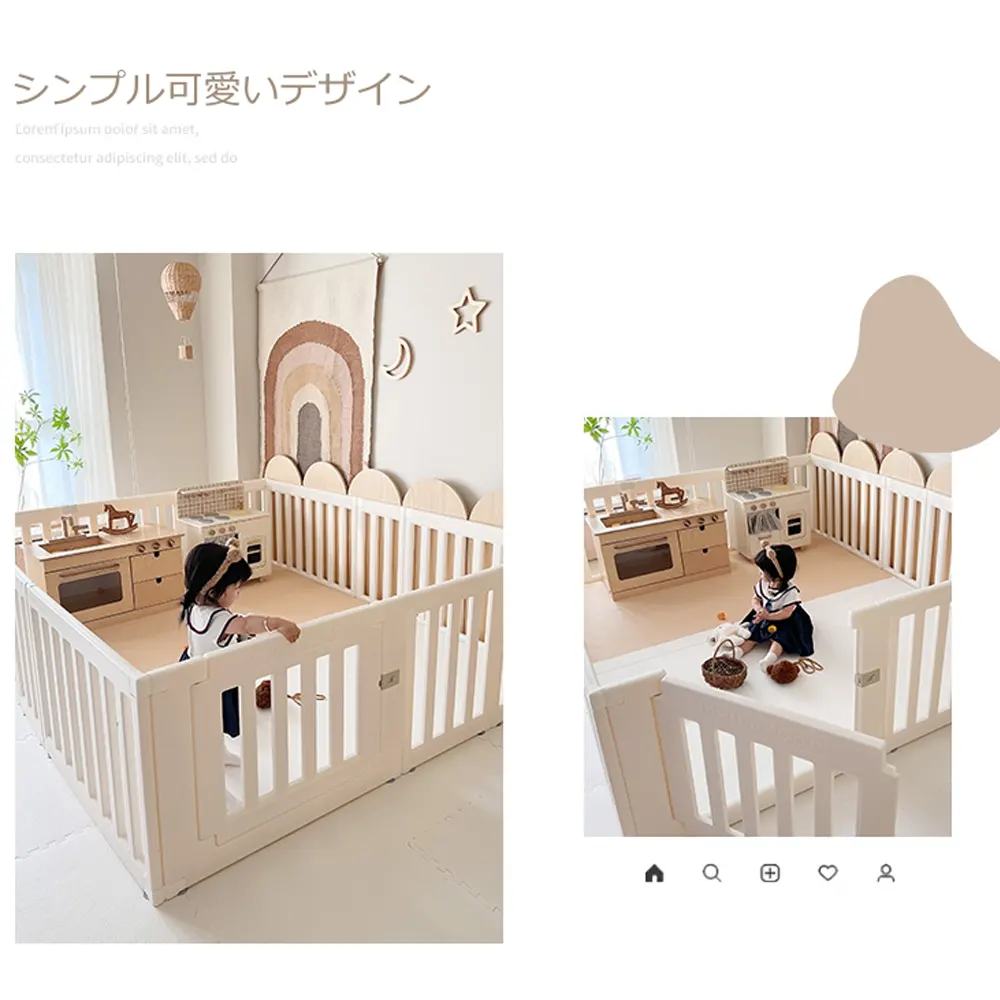 シンプル可愛いデザイン
Lorem ipsum dolor sit amet,
consectetur adipiscing elit, sed do